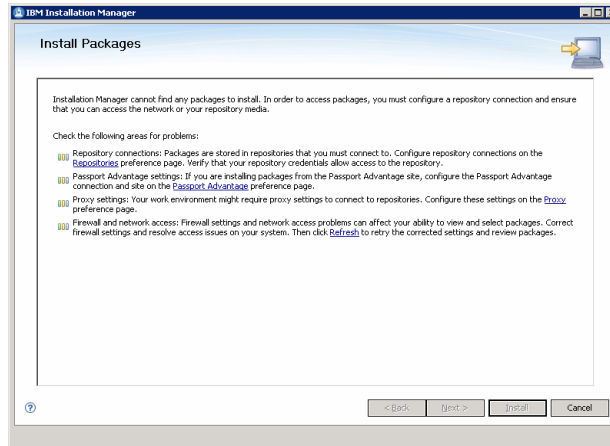 IBM Installation Manager
Install Packages
Installation Manager cannot find any packages to install. In order to access packages, you must configure a repository connection and ensure
that you can access the network or your repository media.
Check the following areas for problems:
Repository connections: Packages are stored in repositories that you must connect to. Configure repository connections on the
Repositories preference page. Verify that your repository credentials allow access to the repository.
Passport Advantage settings: If you are installing packages from the Passport Advantage site, configure the Passport Advantage
connection and site on the Passport Advantage preference page.
Proxy settings: Your work environment might require proxy settings to connect to repositories. Configure these settings on the Proxy
preference page.
Firewall and network access: Firewall settings and network access problems can affect your ability to view and select packages. Correct
firewall settings and resolve access issues on your system. Then click Refresh to retry the corrected settings and review packages.
? < Back Next > Install Cancel